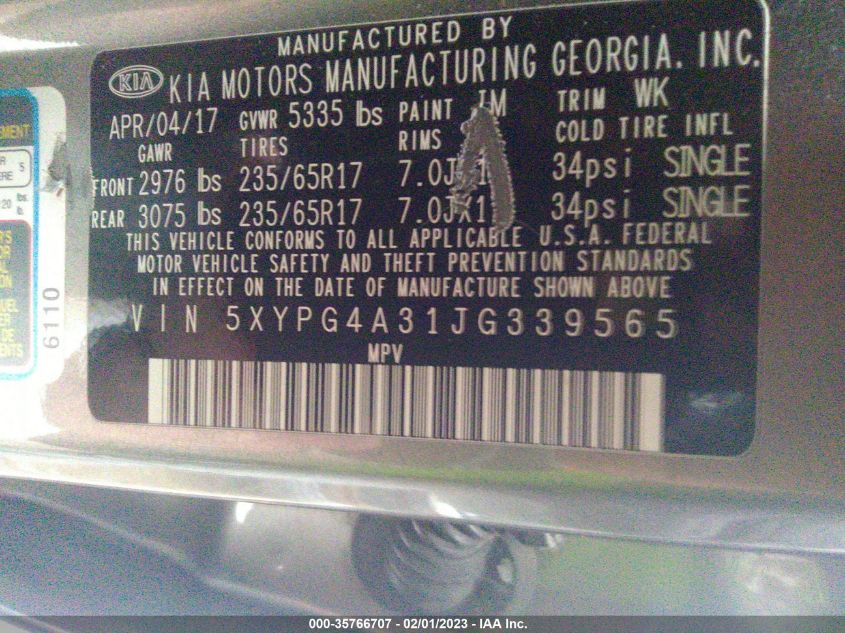 MANUFACTURED BY
KIA KIA MOTORS MANUFACTURING GEORGIA. INC.
APR/04/17 GVWR 5335 lbs PAINT TRIM WK
GAWR TIRES RIMS COLD TIRE INFL
FRONT 2976 lbs 235/65R17 34psi SINGLE
REAR 3075 lbs 235/65R17 34psi SINGLE
THIS VEHICLE CONFORMS TO ALL APPLICABLE U.S.A. FEDERAL
MOTOR VEHICLE SAFETY AND THEFT PREVENTION STANDARDS
IN EFFECT ON THE DATE OF MANUFACTURE SHOWN ABOVE
VIN 5XYPG4A31JG339565
MPV
6110
000-35766707 - 02/01/2023 - IAA Inc.